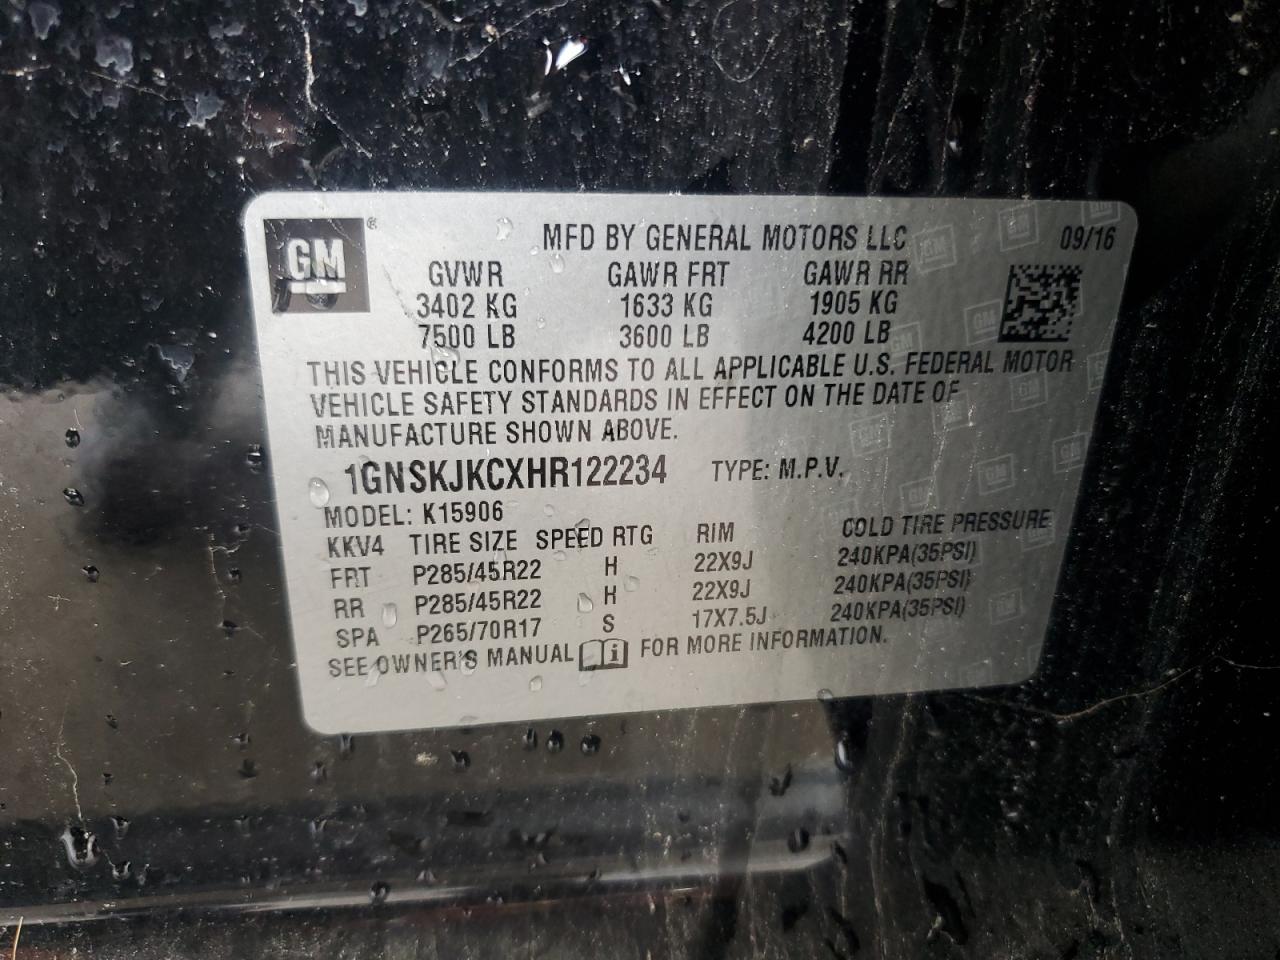 GM ® MFD BY GENERAL MOTORS LLC 09/16
GVWR GAWR FRT GAWR RR
3402 KG 1633 KG 1905 KG
7500 LB 3600 LB 4200 LB
THIS VEHICLE CONFORMS TO ALL APPLICABLE U.S. FEDERAL MOTOR
VEHICLE SAFETY STANDARDS IN EFFECT ON THE DATE OF
MANUFACTURE SHOWN ABOVE.
1GNSKJKCXHR122234 TYPE: M.P.V.
MODEL: K15906
KKV4 TIRE SIZE SPEED RTG RIM COLD TIRE PRESSURE
FRT P285/45R22 H 22X9J 240KPA(35PSI)
RR P285/45R22 H 22X9J 240KPA(35PSI)
SPA P265/70R17 S 17X7.5J 240KPA(35PSI)
SEE OWNER'S MANUAL i FOR MORE INFORMATION.